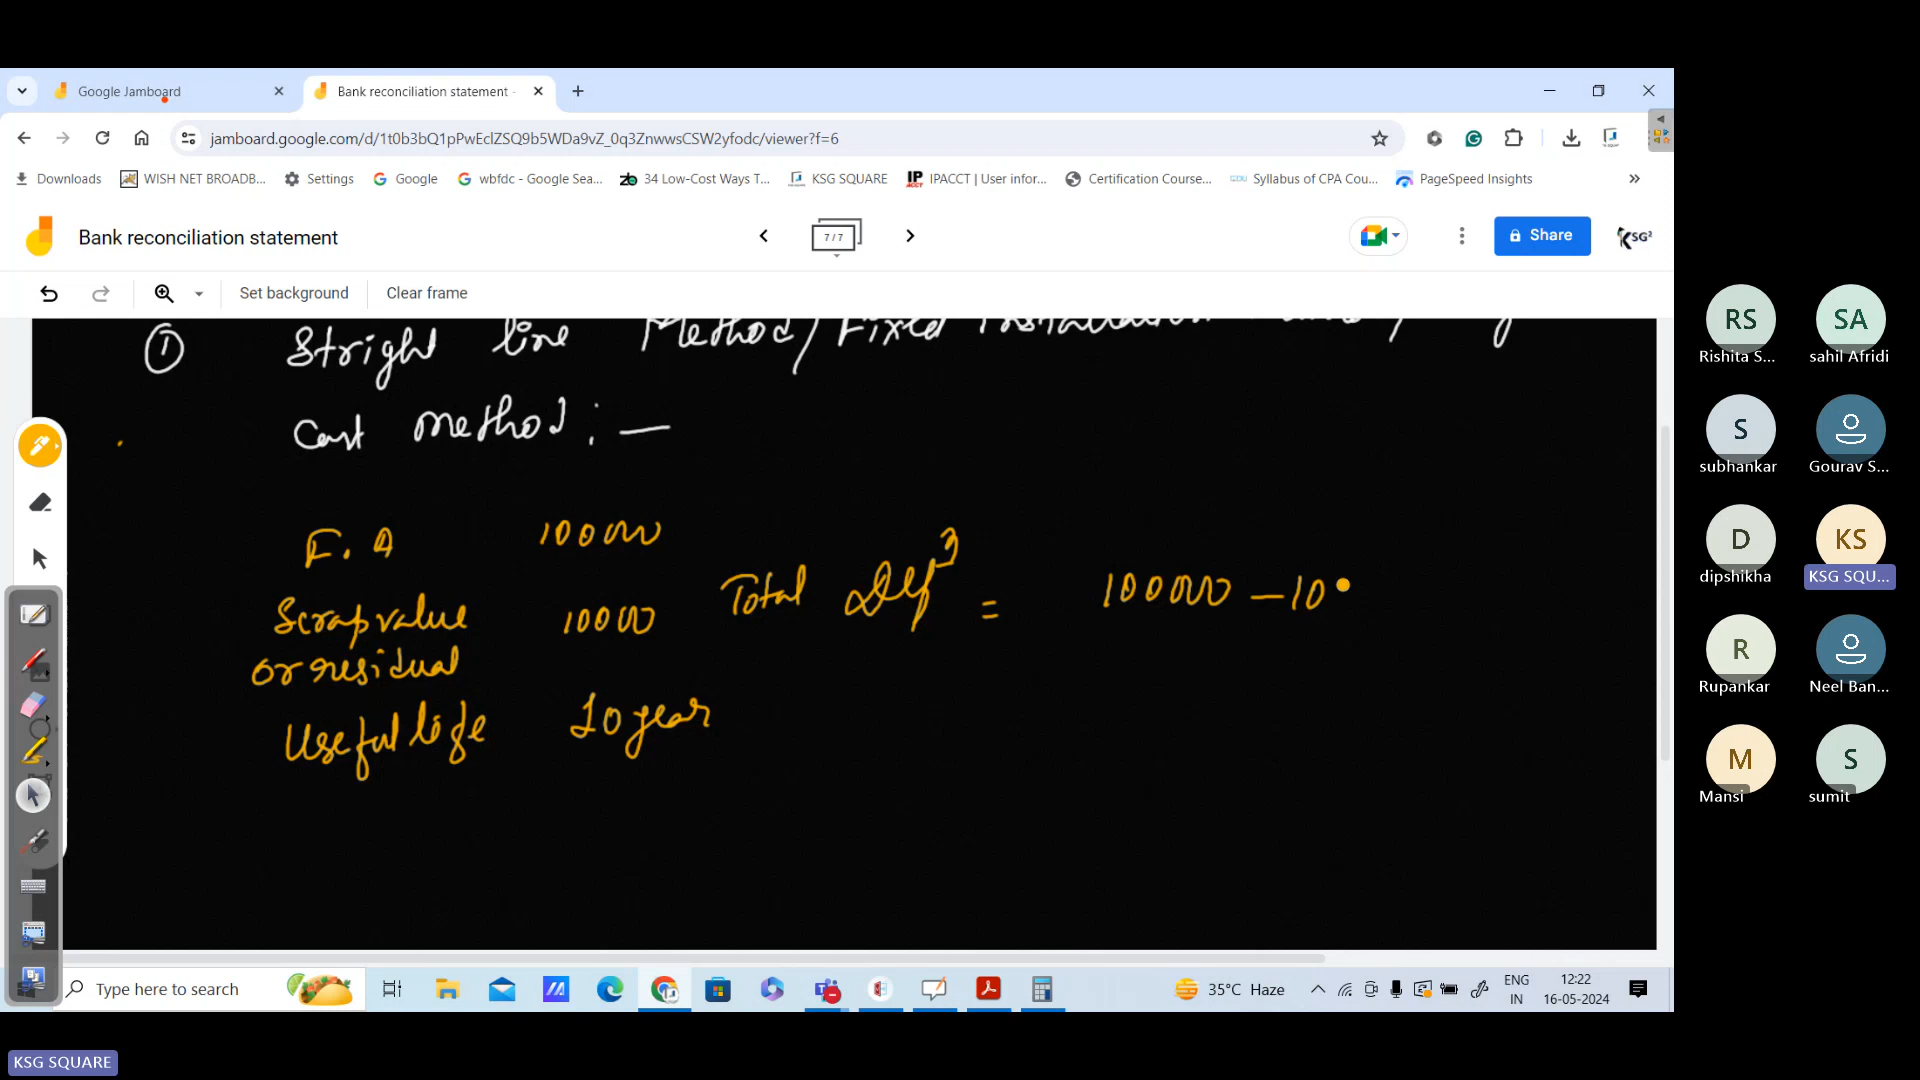 Google Jamboard
Bank reconciliation statement -
jamboard.google.com/d/1t0b3bQ1pPwEclZSQ9b5WDa9vZ_0q3ZnwwsCSW2yfodc/viewer?f=6
Downloads WISH NET BROADB... Settings Google wbfdc - Google Sea... 34 Low-Cost Ways T... KSG SQUARE IPACCT | User infor... Certification Course... Syllabus of CPA Cou... PageSpeed Insights
Bank reconciliation statement
7 / 7
Share
KSG²
Set background Clear frame
① Stright line Method/Fixed
Cost method : —
F.A 100000
Scrap value 10000
or residual
Useful life 10 year
Total Dep = 100000 – 10
RS SA
Rishita S... sahil Afridi
S
subhankar Gourav S...
D KS
dipshikha KSG SQU...
R
Rupankar Neel Ban...
M S
Mansi sumit
Type here to search
35°C Haze
ENG
IN
12:22
16-05-2024
KSG SQUARE